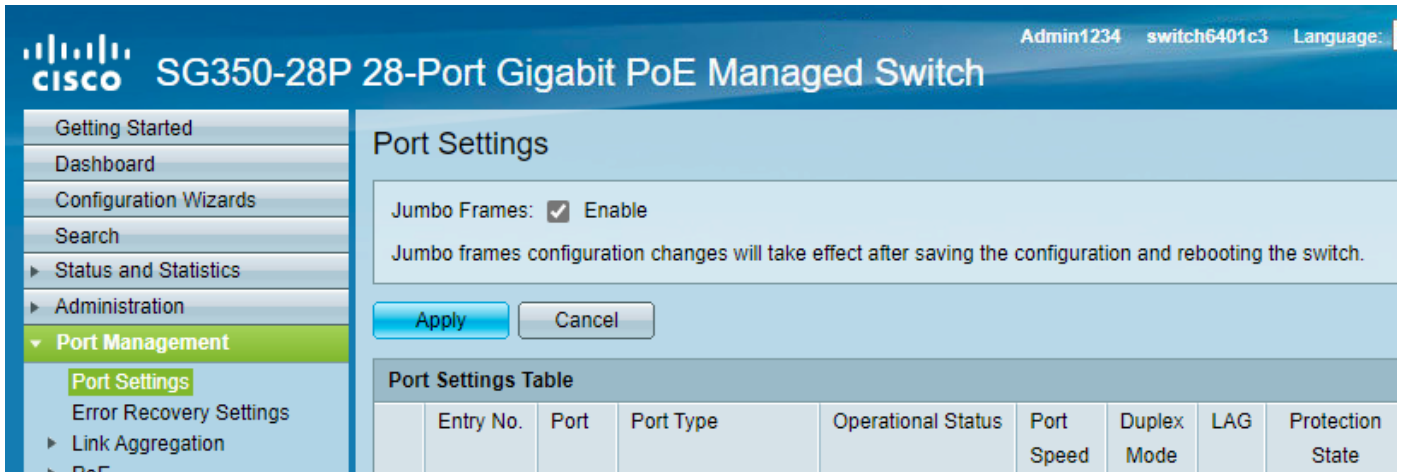 Admin1234 switch6401c3 Language:
cisco SG350-28P 28-Port Gigabit PoE Managed Switch
Getting Started
Dashboard
Configuration Wizards
Search
Status and Statistics
Administration
Port Management
Port Settings
Error Recovery Settings
Link Aggregation
PoE
Port Settings
Jumbo Frames: Enable
Jumbo frames configuration changes will take effect after saving the configuration and rebooting the switch.
Apply Cancel
Port Settings Table
Entry No. Port Port Type Operational Status Port Duplex LAG Protection
Speed Mode State